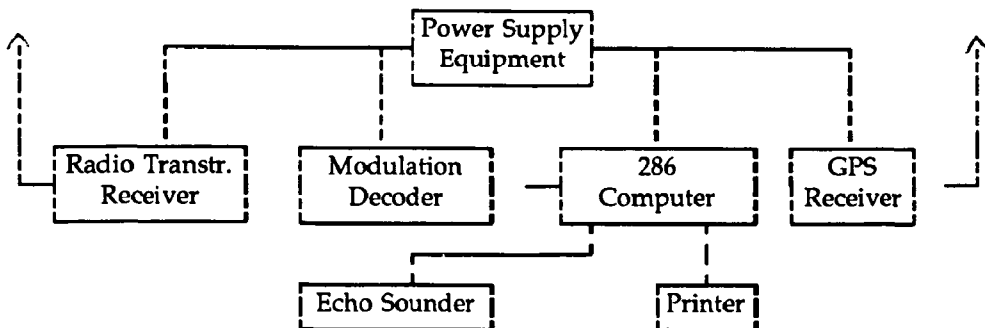 Power Supply
Equipment
Radio Transtr.
Receiver
Modulation
Decoder
286
Computer
GPS
Receiver
Echo Sounder
Printer